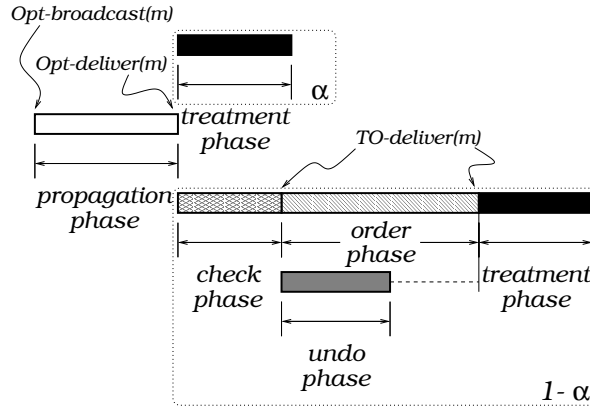 Opt-broadcast(m)
Opt-deliver(m)
α
treatment
phase
TO-deliver(m)
propagation
phase
order
phase
check
phase
treatment
phase
undo
phase
1- α